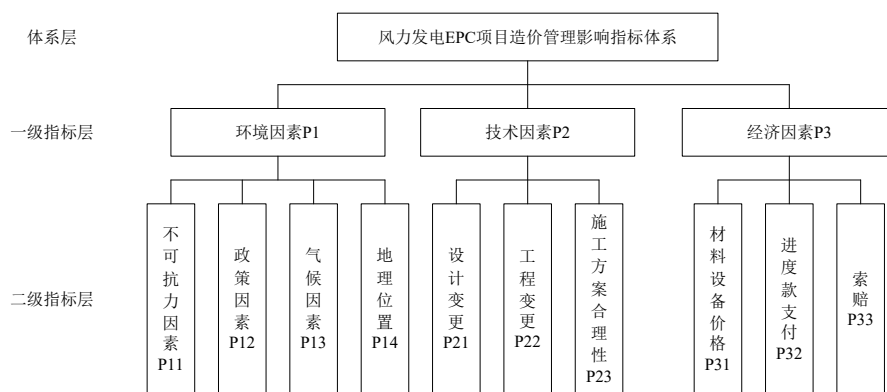 体系层
风力发电EPC项目造价管理影响指标体系
一级指标层
环境因素P1
技术因素P2
经济因素P3
二级指标层
不可抗力因素P11
政策因素P12
气候因素P13
地理位置P14
设计变更P21
工程变更P22
施工方案合理性P23
材料设备价格P31
进度款支付P32
索赔P33